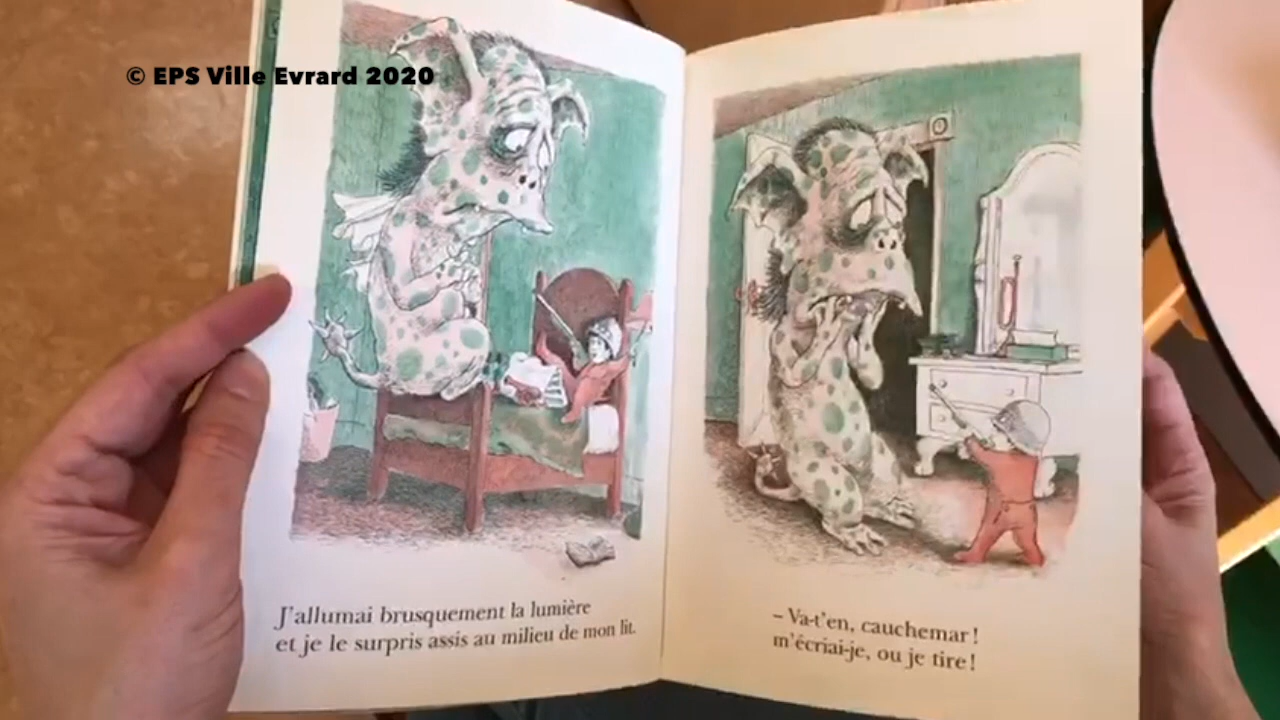 © EPS Ville Evrard 2020
J'allumai brusquement la lumière
et je le surpris assis au milieu de mon lit.
– Va-t'en, cauchemar !
m'écriai-je, ou je tire !